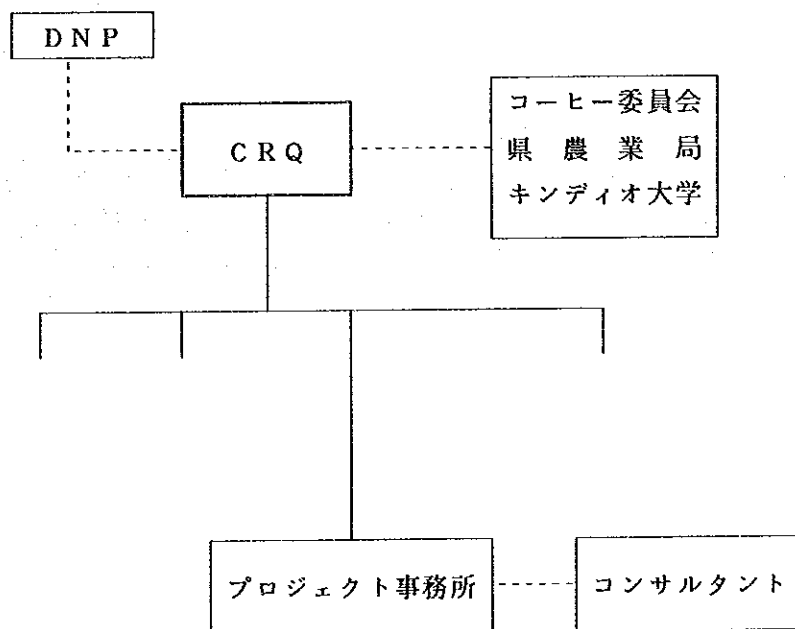 DNP
CRQ
コーヒー委員会
県農業局
キンディオ大学
プロジェクト事務所
コンサルタント